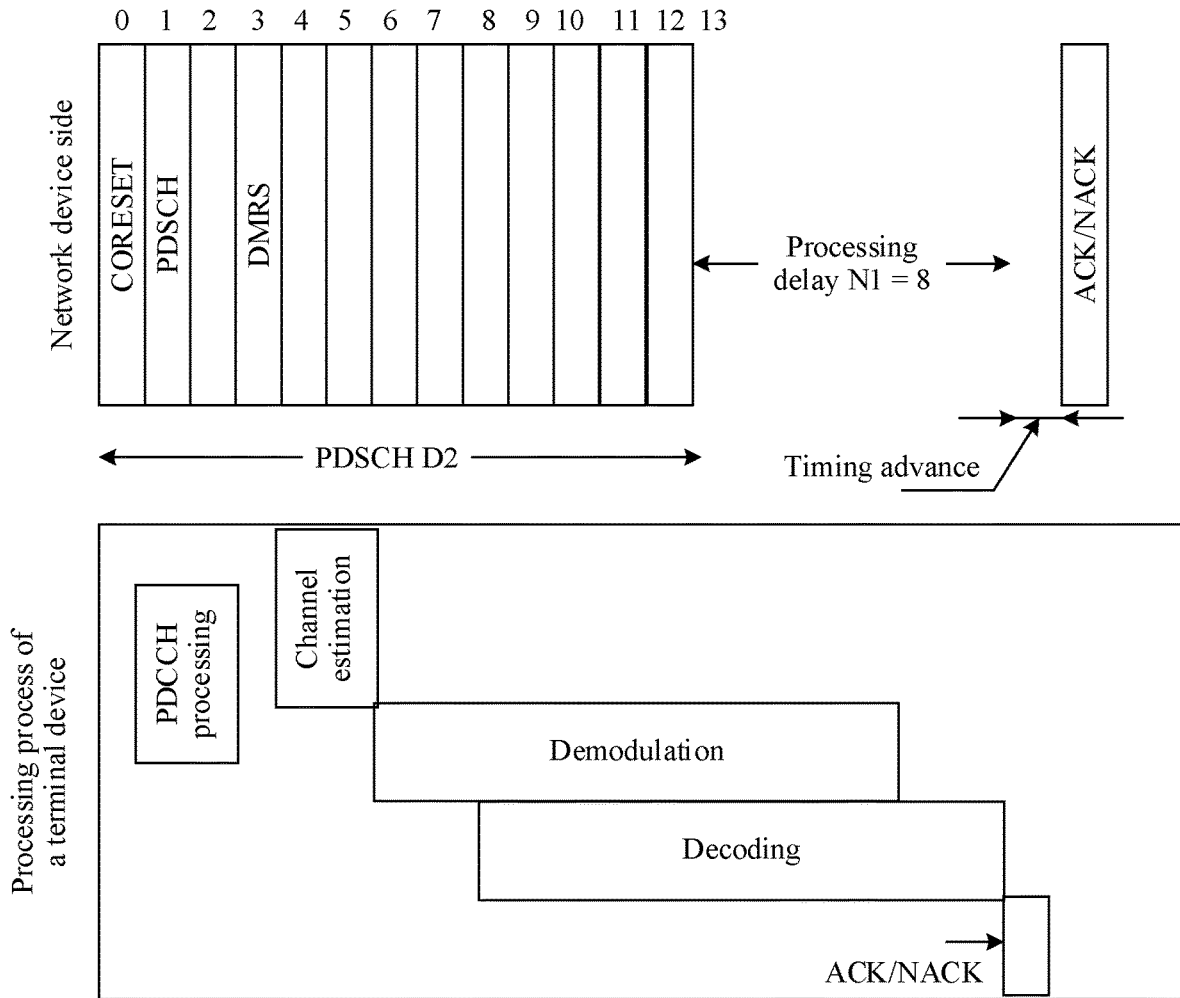 0 1 2 3 4 5 6 7 8 9 10 11 12 13
Network device side
CORESET
PDSCH
DMRS
Processing
delay N1 = 8
ACK/NACK
PDSCH D2
Timing advance
Processing process of
a terminal device
PDCCH
processing
Channel
estimation
Demodulation
Decoding
ACK/NACK